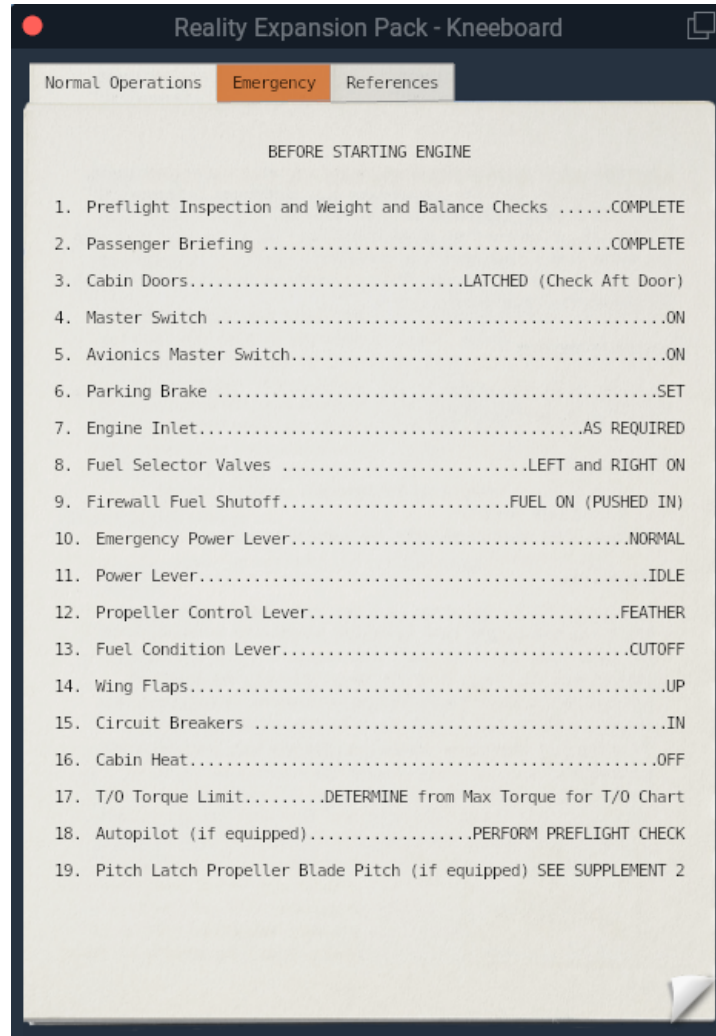 Reality Expansion Pack - Kneeboard
Normal Operations Emergency References
BEFORE STARTING ENGINE
1. Preflight Inspection and Weight and Balance Checks ......COMPLETE
2. Passenger Briefing ......................................COMPLETE
3. Cabin Doors..............................LATCHED (Check Aft Door)
4. Master Switch ....................................................ON
5. Avionics Master Switch............................................ON
6. Parking Brake ................................................SET
7. Engine Inlet..........................................AS REQUIRED
8. Fuel Selector Valves ...........................LEFT and RIGHT ON
9. Firewall Fuel Shutoff.........................FUEL ON (PUSHED IN)
10. Emergency Power Lever.....................................NORMAL
11. Power Lever.................................................IDLE
12. Propeller Control Lever..................................FEATHER
13. Fuel Condition Lever......................................CUTOFF
14. Wing Flaps....................................................UP
15. Circuit Breakers ................................................IN
16. Cabin Heat...................................................OFF
17. T/O Torque Limit.........DETERMINE from Max Torque for T/O Chart
18. Autopilot (if equipped)..................PERFORM PREFLIGHT CHECK
19. Pitch Latch Propeller Blade Pitch (if equipped) SEE SUPPLEMENT 2